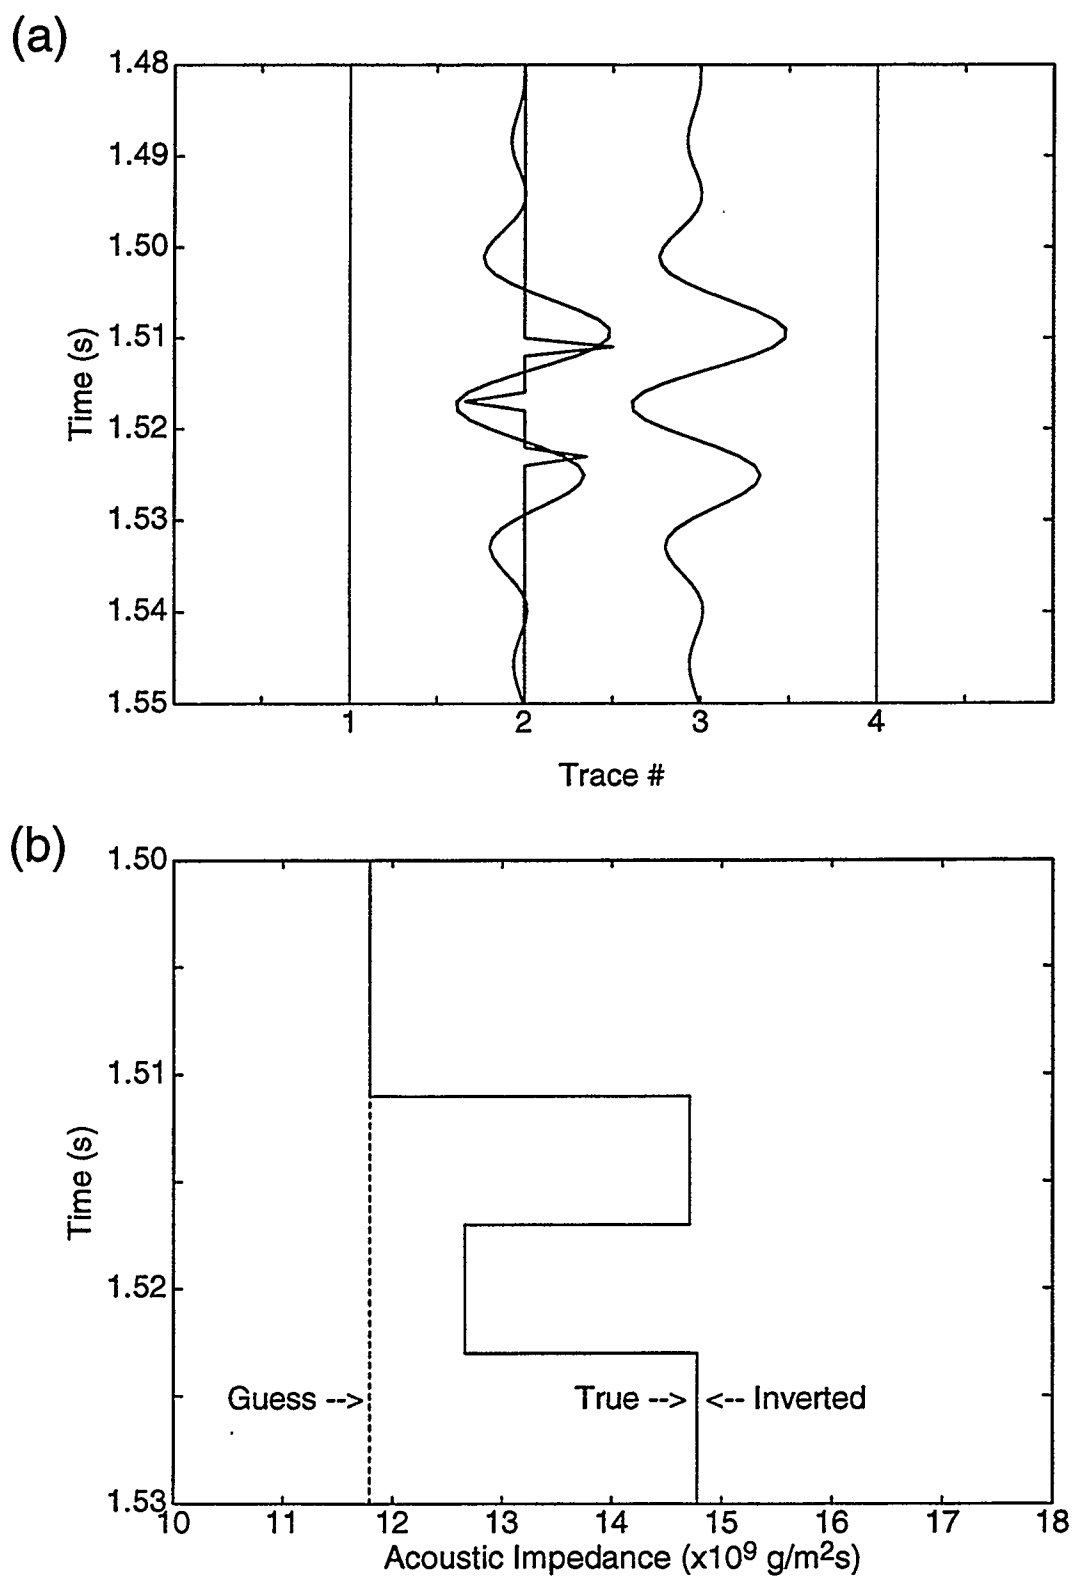 (a)
1.48
1.49
1.50
1.51
1.52
1.53
1.54
1.55
Time (s)
1 2 3 4
Trace #
(b)
1.50
1.51
1.52
1.53
Time (s)
Guess -->
True --> <-- Inverted
10 11 12 13 14 15 16 17 18
Acoustic Impedance (x10⁹ g/m²s)